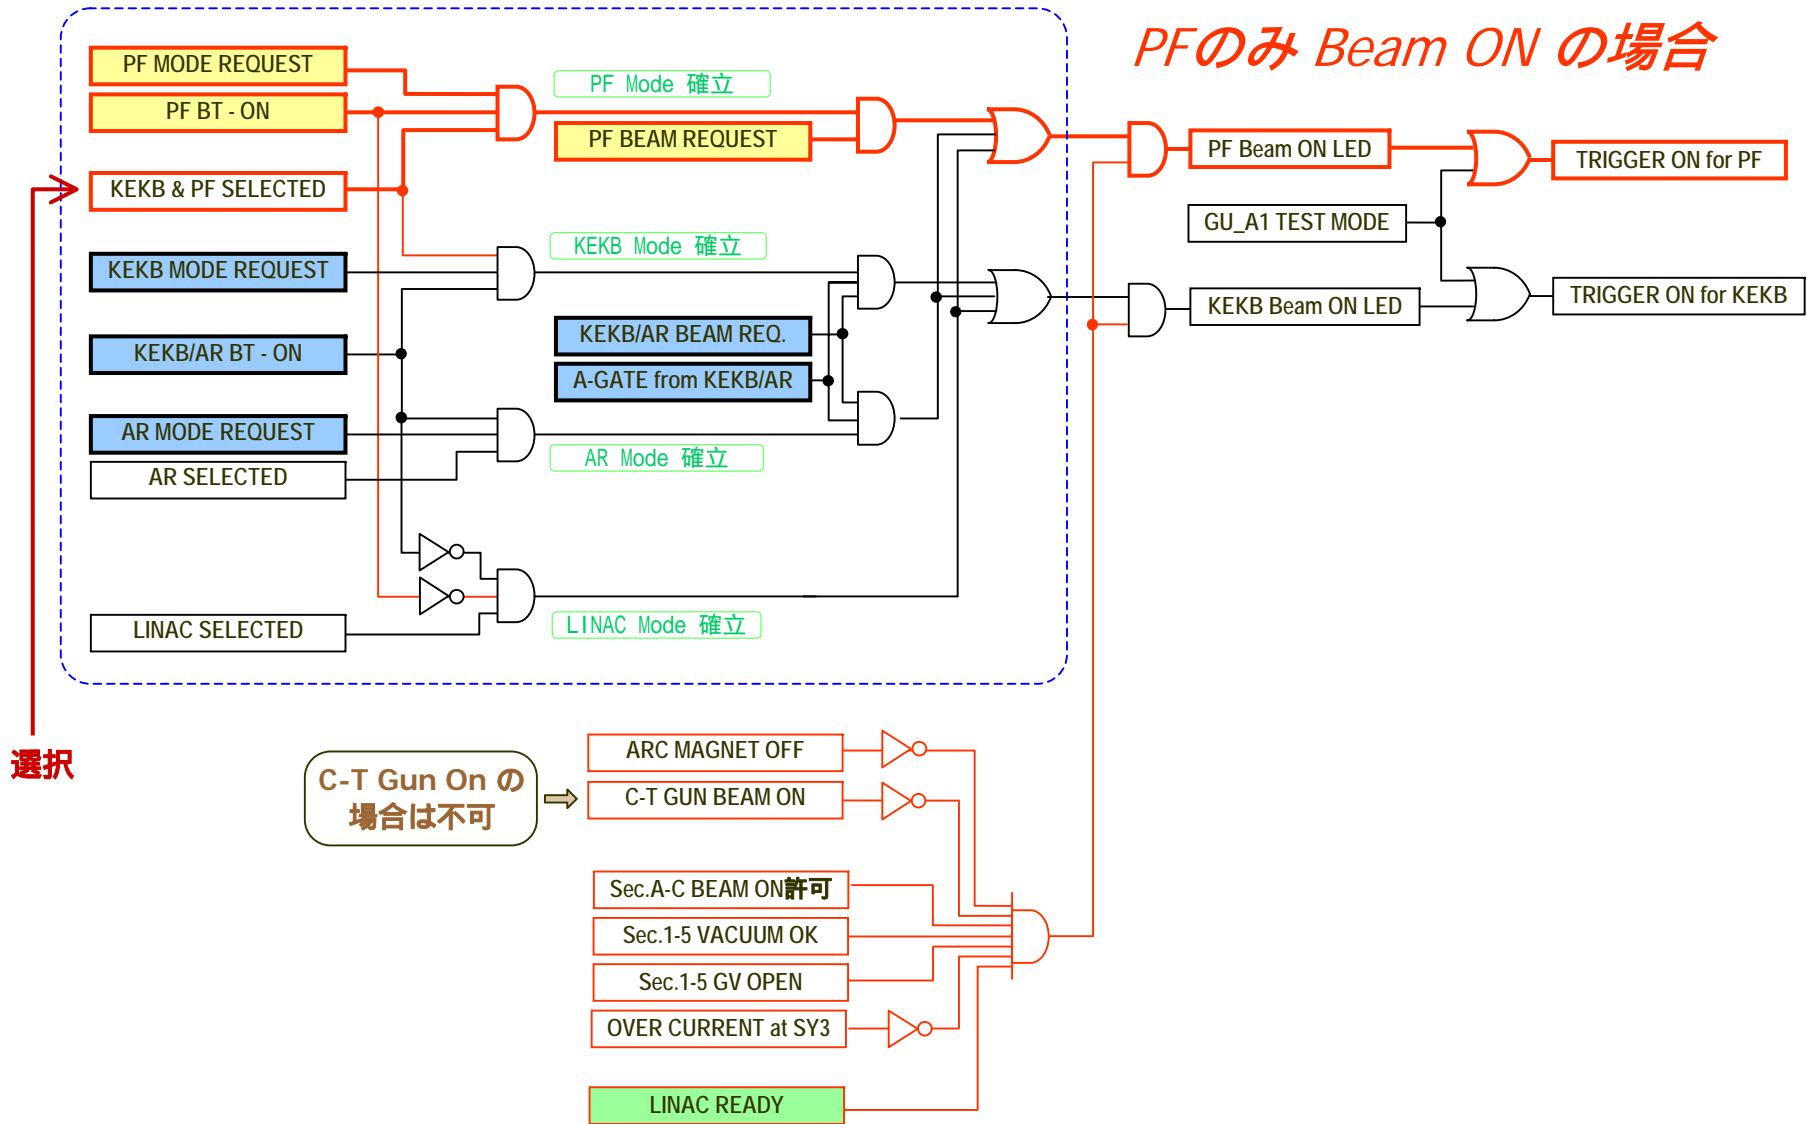 PFのみ Beam ON の場合
PF MODE REQUEST
PF BT - ON
KEKB & PF SELECTED
KEKB MODE REQUEST
KEKB/AR BT - ON
AR MODE REQUEST
AR SELECTED
LINAC SELECTED
PF Mode 確立
PF BEAM REQUEST
KEKB Mode 確立
KEKB/AR BEAM REQ.
A-GATE from KEKB/AR
AR Mode 確立
LINAC Mode 確立
PF Beam ON LED
GU_A1 TEST MODE
KEKB Beam ON LED
TRIGGER ON for PF
TRIGGER ON for KEKB
選択
C-T Gun On の
場合は不可
ARC MAGNET OFF
C-T GUN BEAM ON
Sec.A-C BEAM ON許可
Sec.1-5 VACUUM OK
Sec.1-5 GV OPEN
OVER CURRENT at SY3
LINAC READY